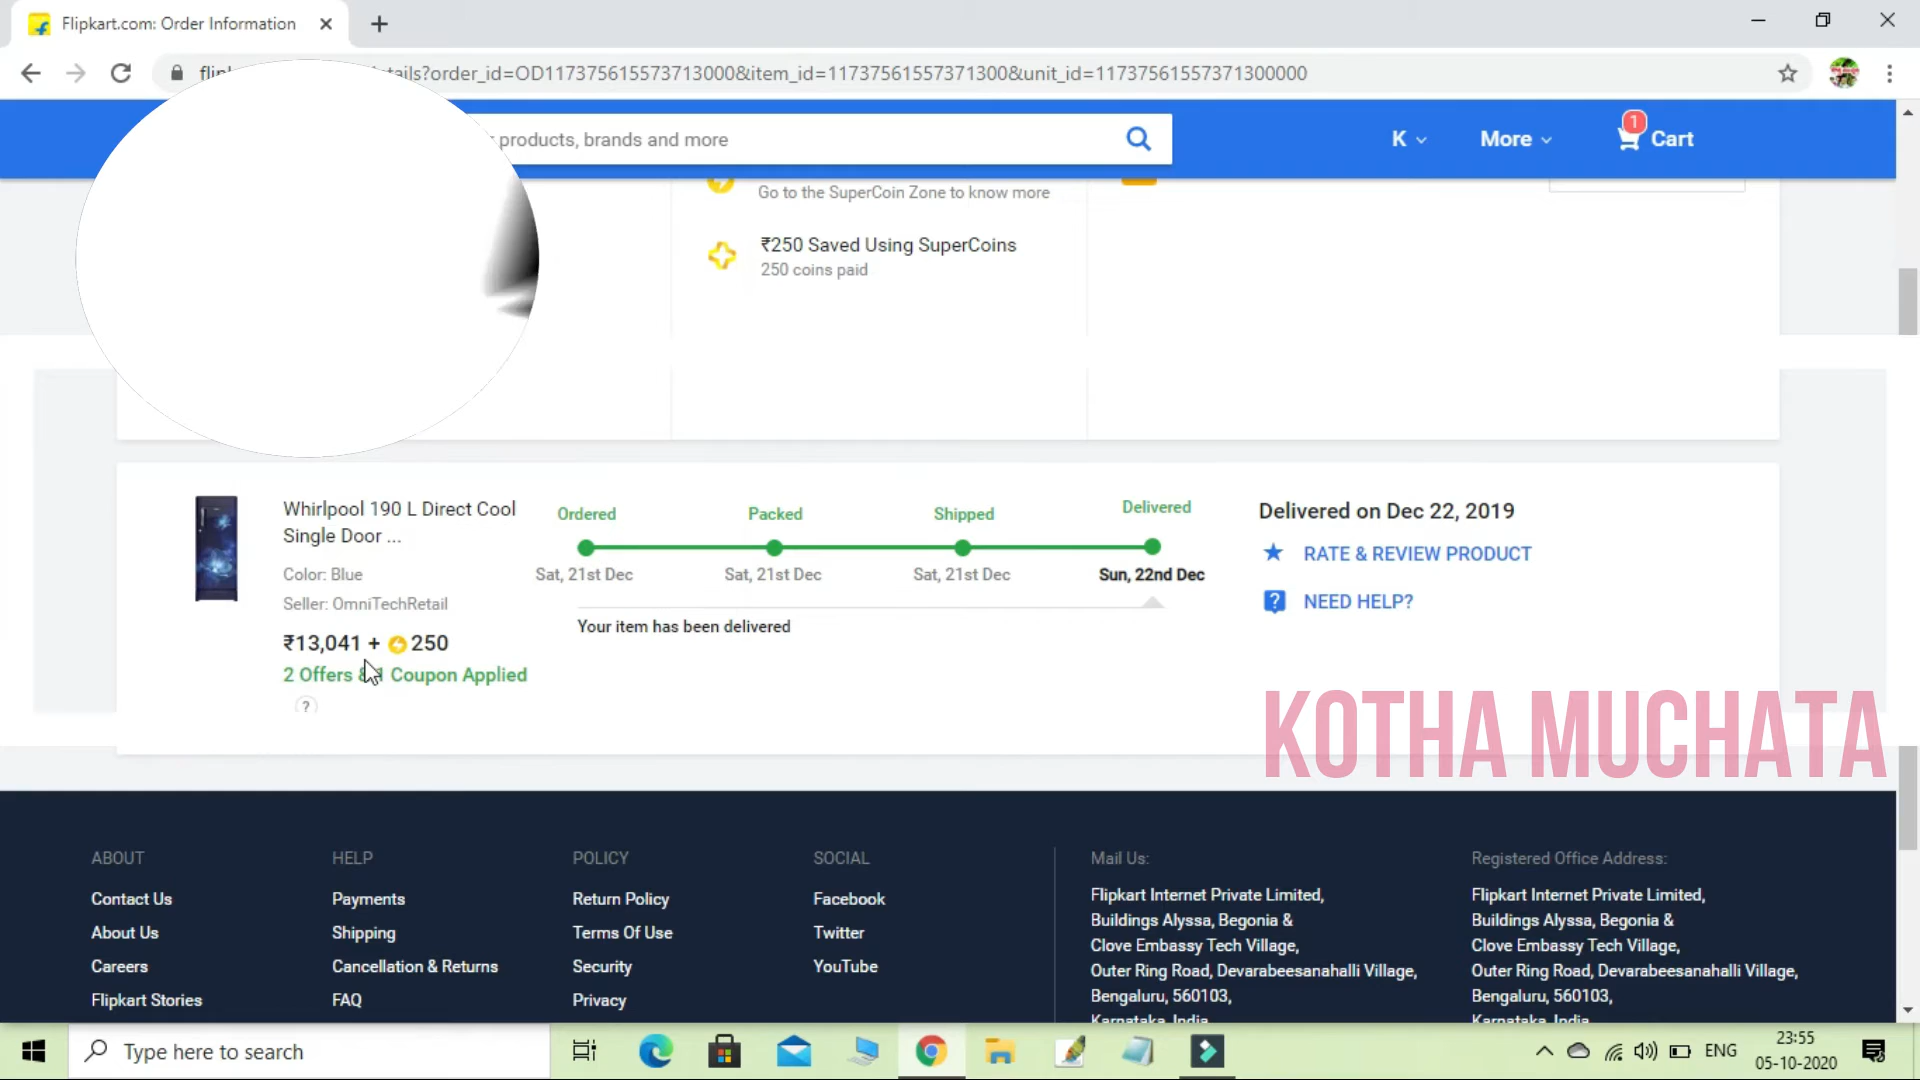 Flipkart.com: Order Information
details?order_id=OD117375615573713000&item_id=11737561557371300&unit_id=1173756155737130000​0
products, brands and more
K
More
1
Cart
Go to the SuperCoin Zone to know more
₹250 Saved Using SuperCoins
250 coins paid
Whirlpool 190 L Direct Cool
Single Door ...
Color: Blue
Seller: OmniTechRetail
₹13,041 + 250
2 Offers & 1 Coupon Applied
?
Ordered
Packed
Shipped
Delivered
Sat, 21st Dec
Sat, 21st Dec
Sat, 21st Dec
Sun, 22nd Dec
Your item has been delivered
Delivered on Dec 22, 2019
RATE & REVIEW PRODUCT
? NEED HELP?
KOTHA MUCHATA
ABOUT
Contact Us
About Us
Careers
Flipkart Stories
HELP
Payments
Shipping
Cancellation & Returns
FAQ
POLICY
Return Policy
Terms Of Use
Security
Privacy
SOCIAL
Facebook
Twitter
YouTube
Mail Us:
Flipkart Internet Private Limited,
Buildings Alyssa, Begonia &
Clove Embassy Tech Village,
Outer Ring Road, Devarabeesanahalli Village,
Bengaluru, 560103,
Karnataka, India
Registered Office Address:
Flipkart Internet Private Limited,
Buildings Alyssa, Begonia &
Clove Embassy Tech Village,
Outer Ring Road, Devarabeesanahalli Village,
Bengaluru, 560103,
Karnataka, India
Type here to search
ENG
23:55
05-10-2020